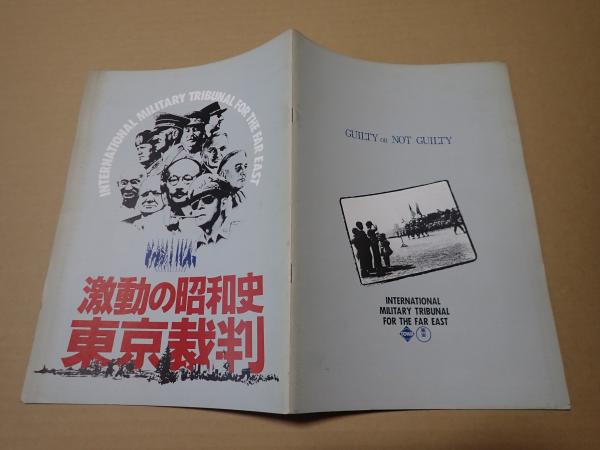 INTERNATIONAL MILITARY TRIBUNAL FOR THE FAR EAST
激動の昭和史
東京裁判
GUILTY OR NOT GUILTY
INTERNATIONAL
MILITARY TRIBUNAL
FOR THE FAR EAST